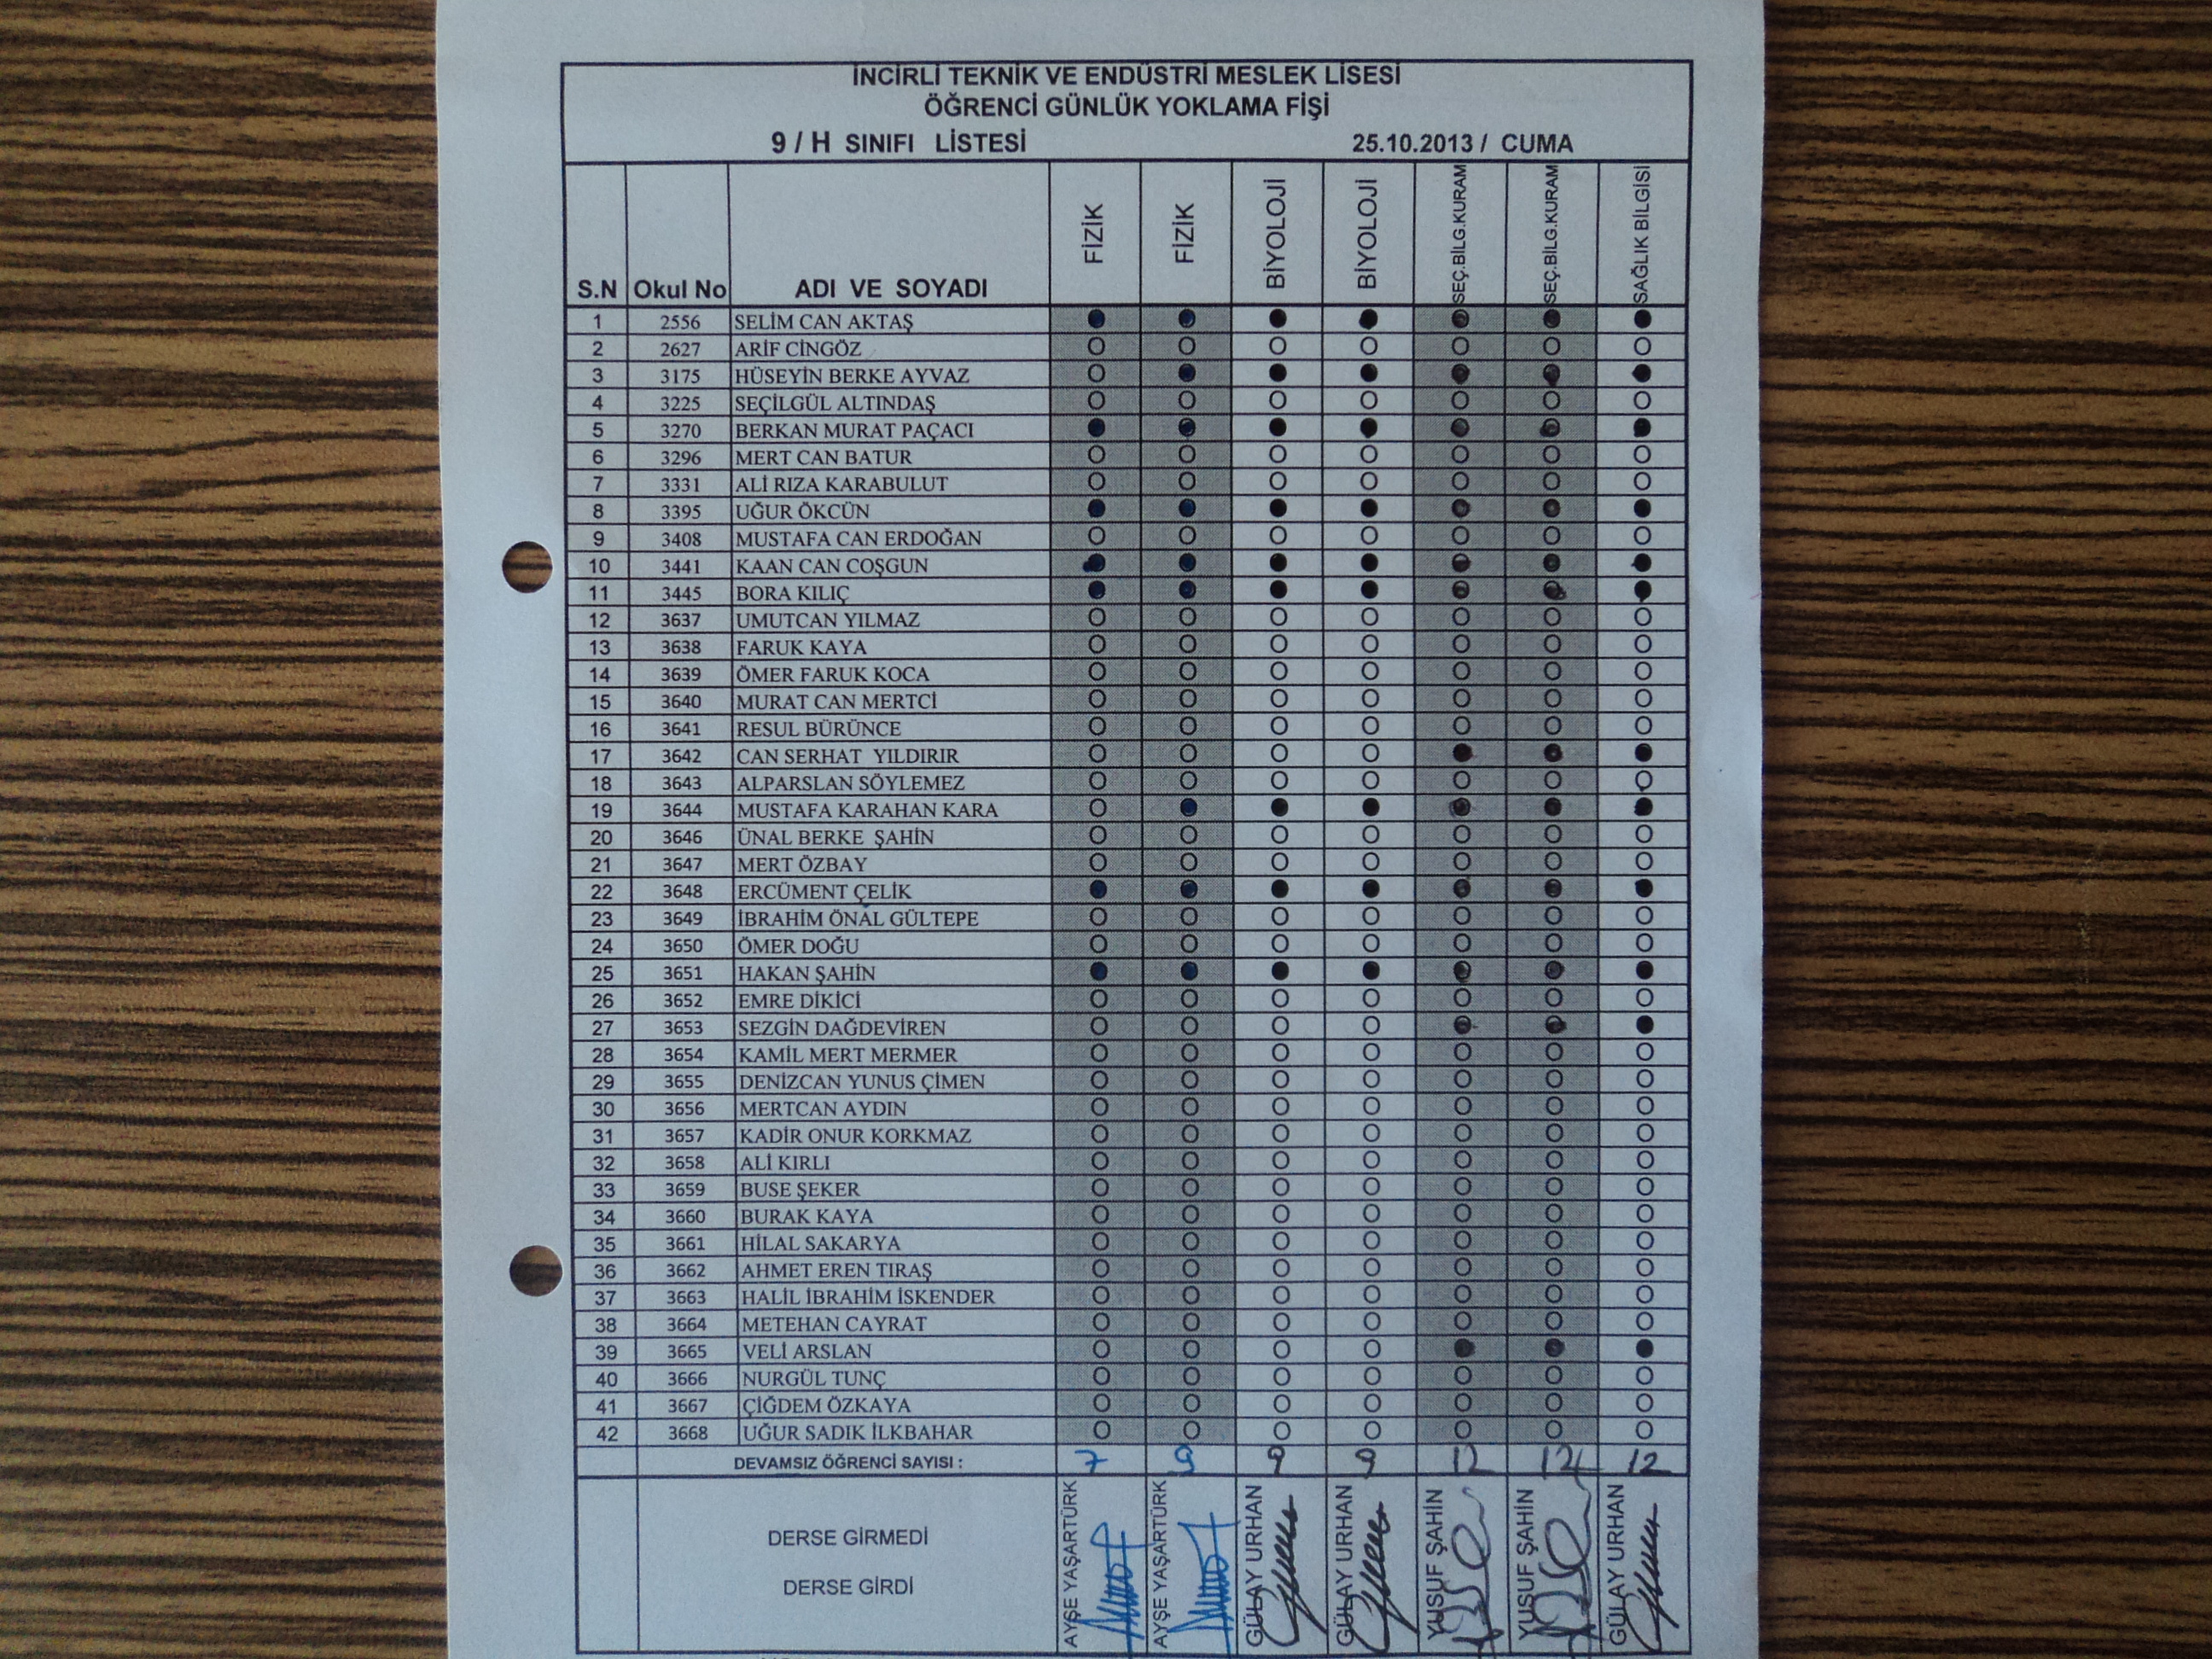 İNCİRLİ TEKNİK VE ENDÜSTRİ MESLEK LİSESİ
ÖĞRENCİ GÜNLÜK YOKLAMA FİŞİ
9 / H SINIFI LİSTESİ 25.10.2013 / CUMA
S.N Okul No ADI VE SOYADI FİZİK FİZİK BİYOLOJİ BİYOLOJİ SEÇ.BİLG.KURAM SEÇ.BİLG.KURAM SAĞLIK BİLGİSİ
1 2556 SELİM CAN AKTAŞ
2 2627 ARİF CİNGÖZ
3 3175 HÜSEYİN BERKE AYVAZ
4 3225 SEÇİLGÜL ALTINDAŞ
5 3270 BERKAN MURAT PAÇACI
6 3296 MERT CAN BATUR
7 3331 ALİ RIZA KARABULUT
8 3395 UĞUR ÖKCÜN
9 3408 MUSTAFA CAN ERDOĞAN
10 3441 KAAN CAN COŞGUN
11 3445 BORA KILIÇ
12 3637 UMUTCAN YILMAZ
13 3638 FARUK KAYA
14 3639 ÖMER FARUK KOCA
15 3640 MURAT CAN MERTCİ
16 3641 RESUL BÜRÜNCE
17 3642 CAN SERHAT YILDIRIR
18 3643 ALPARSLAN SÖYLEMEZ
19 3644 MUSTAFA KARAHAN KARA
20 3646 ÜNAL BERKE ŞAHİN
21 3647 MERT ÖZBAY
22 3648 ERCÜMENT ÇELİK
23 3649 İBRAHİM ÖNAL GÜLTEPE
24 3650 ÖMER DOĞU
25 3651 HAKAN ŞAHİN
26 3652 EMRE DİKİCİ
27 3653 SEZGİN DAĞDEVİREN
28 3654 KAMİL MERT MERMER
29 3655 DENİZCAN YUNUS ÇİMEN
30 3656 MERTCAN AYDIN
31 3657 KADİR ONUR KORKMAZ
32 3658 ALİ KIRLI
33 3659 BUSE ŞEKER
34 3660 BURAK KAYA
35 3661 HİLAL SAKARYA
36 3662 AHMET EREN TIRAŞ
37 3663 HALİL İBRAHİM İSKENDER
38 3664 METEHAN CAYRAT
39 3665 VELİ ARSLAN
40 3666 NURGÜL TUNÇ
41 3667 ÇİĞDEM ÖZKAYA
42 3668 UĞUR SADIK İLKBAHAR
DEVAMSIZ ÖĞRENCİ SAYISI : 7 9 9 9 12 12 12
DERSE GİRMEDİ
DERSE GİRDİ
AYŞE YAŞARTÜRK AYŞE YAŞARTÜRK GÜLAY URHAN GÜLAY URHAN YUSUF ŞAHİN YUSUF ŞAHİN GÜLAY URHAN